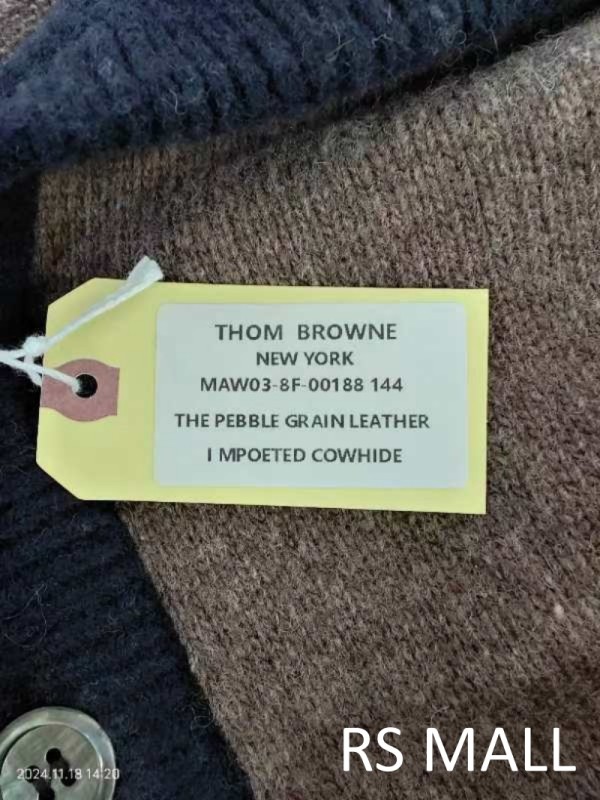 THOM BROWNE
NEW YORK
MAW03-8F-00188 144
THE PEBBLE GRAIN LEATHER
I MPOETED COWHIDE
2024.11.18 14:20
RS MALL